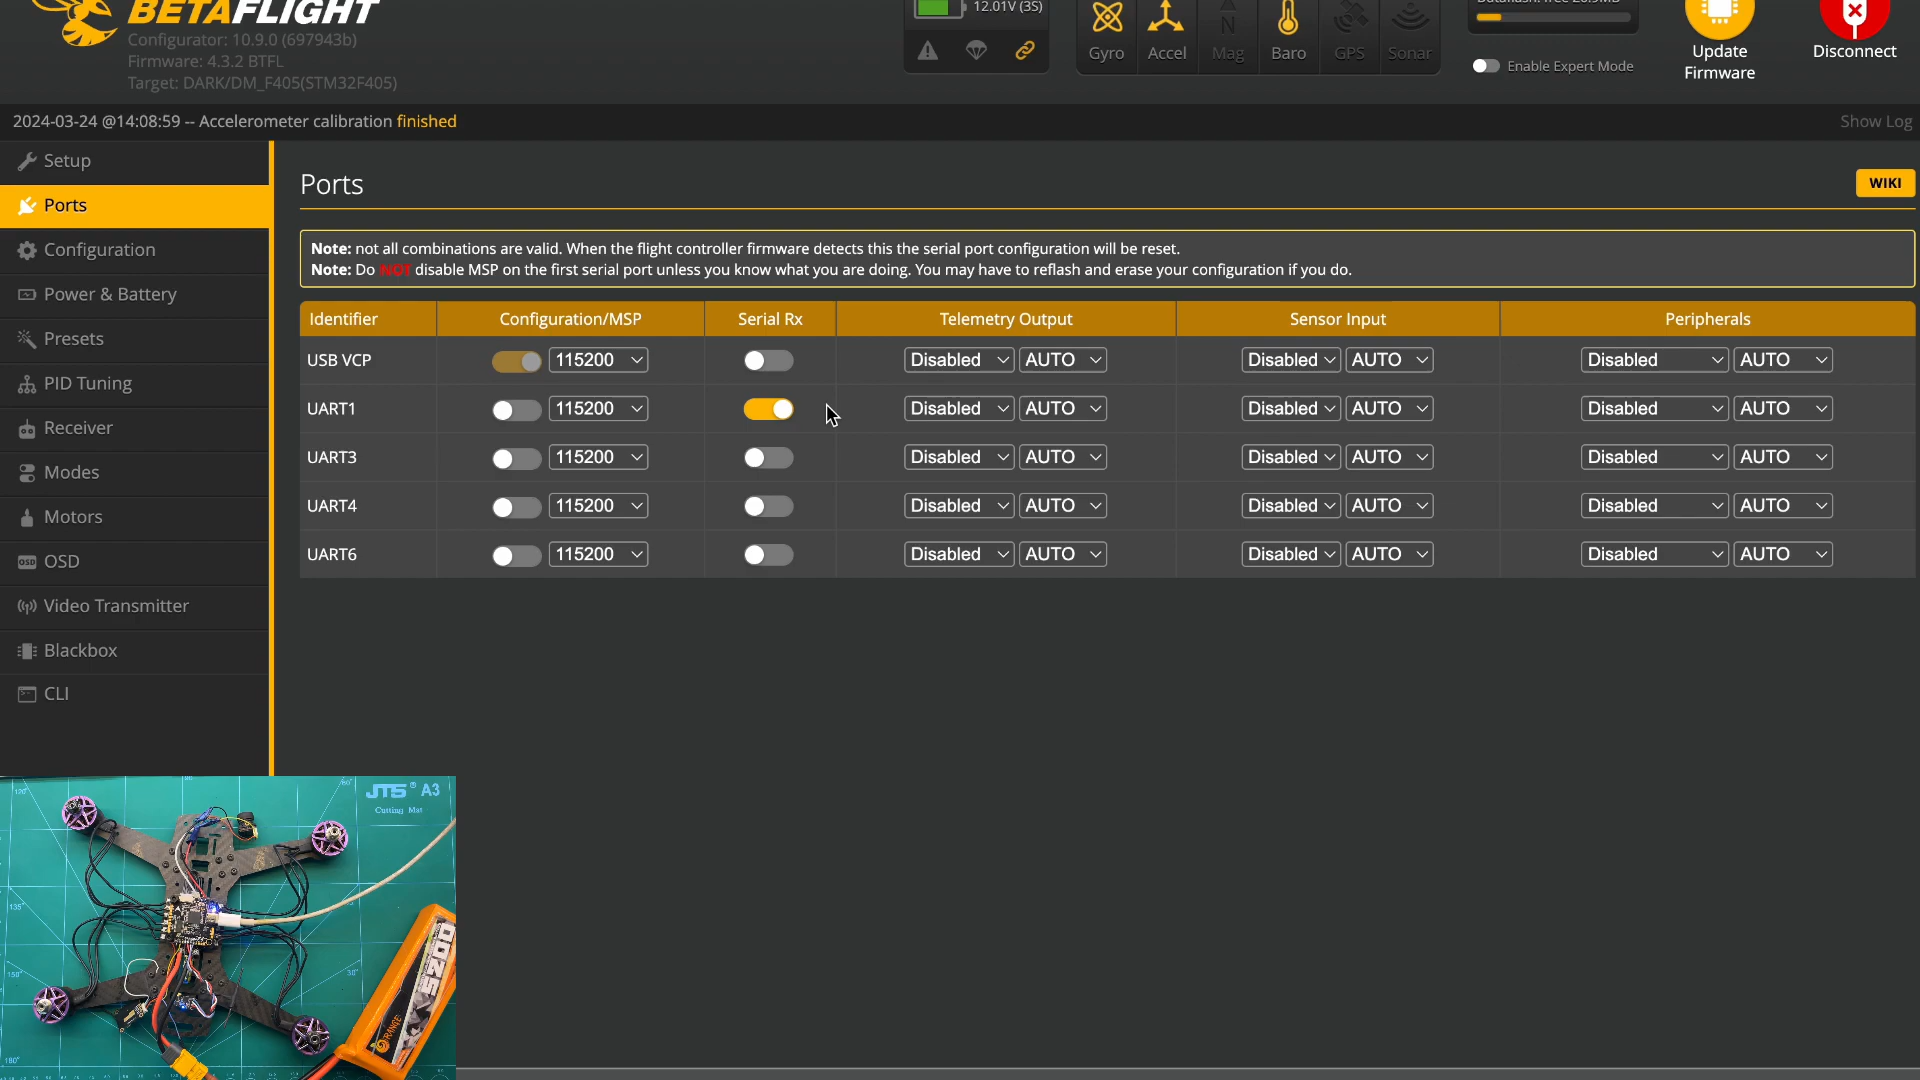 BETAFLIGHT
Configurator: 10.9.0 (697943b)
Firmware: 4.3.2 BTFL
Target: DARK/DM_F405(STM32F405)
12.01V (3S)
Gyro
Accel
Mag
Baro
GPS
Sonar
Enable Expert Mode
Update
Firmware
Disconnect
2024-03-24 @14:08:59 -- Accelerometer calibration finished
Show Log
Setup
Ports
Configuration
Power & Battery
Presets
PID Tuning
Receiver
Modes
Motors
OSD
Video Transmitter
Blackbox
CLI
Ports
WIKI
Note: not all combinations are valid. When the flight controller firmware detects this the serial port configuration will be reset.
Note: Do NOT disable MSP on the first serial port unless you know what you are doing. You may have to reflash and erase your configuration if you do.
Identifier Configuration/MSP Serial Rx Telemetry Output Sensor Input Peripherals
USB VCP 115200 Disabled AUTO Disabled AUTO Disabled AUTO
UART1 115200 Disabled AUTO Disabled AUTO Disabled AUTO
UART3 115200 Disabled AUTO Disabled AUTO Disabled AUTO
UART4 115200 Disabled AUTO Disabled AUTO Disabled AUTO
UART6 115200 Disabled AUTO Disabled AUTO Disabled AUTO
JTS® A3
Cutting Mat
5200
ORANGE